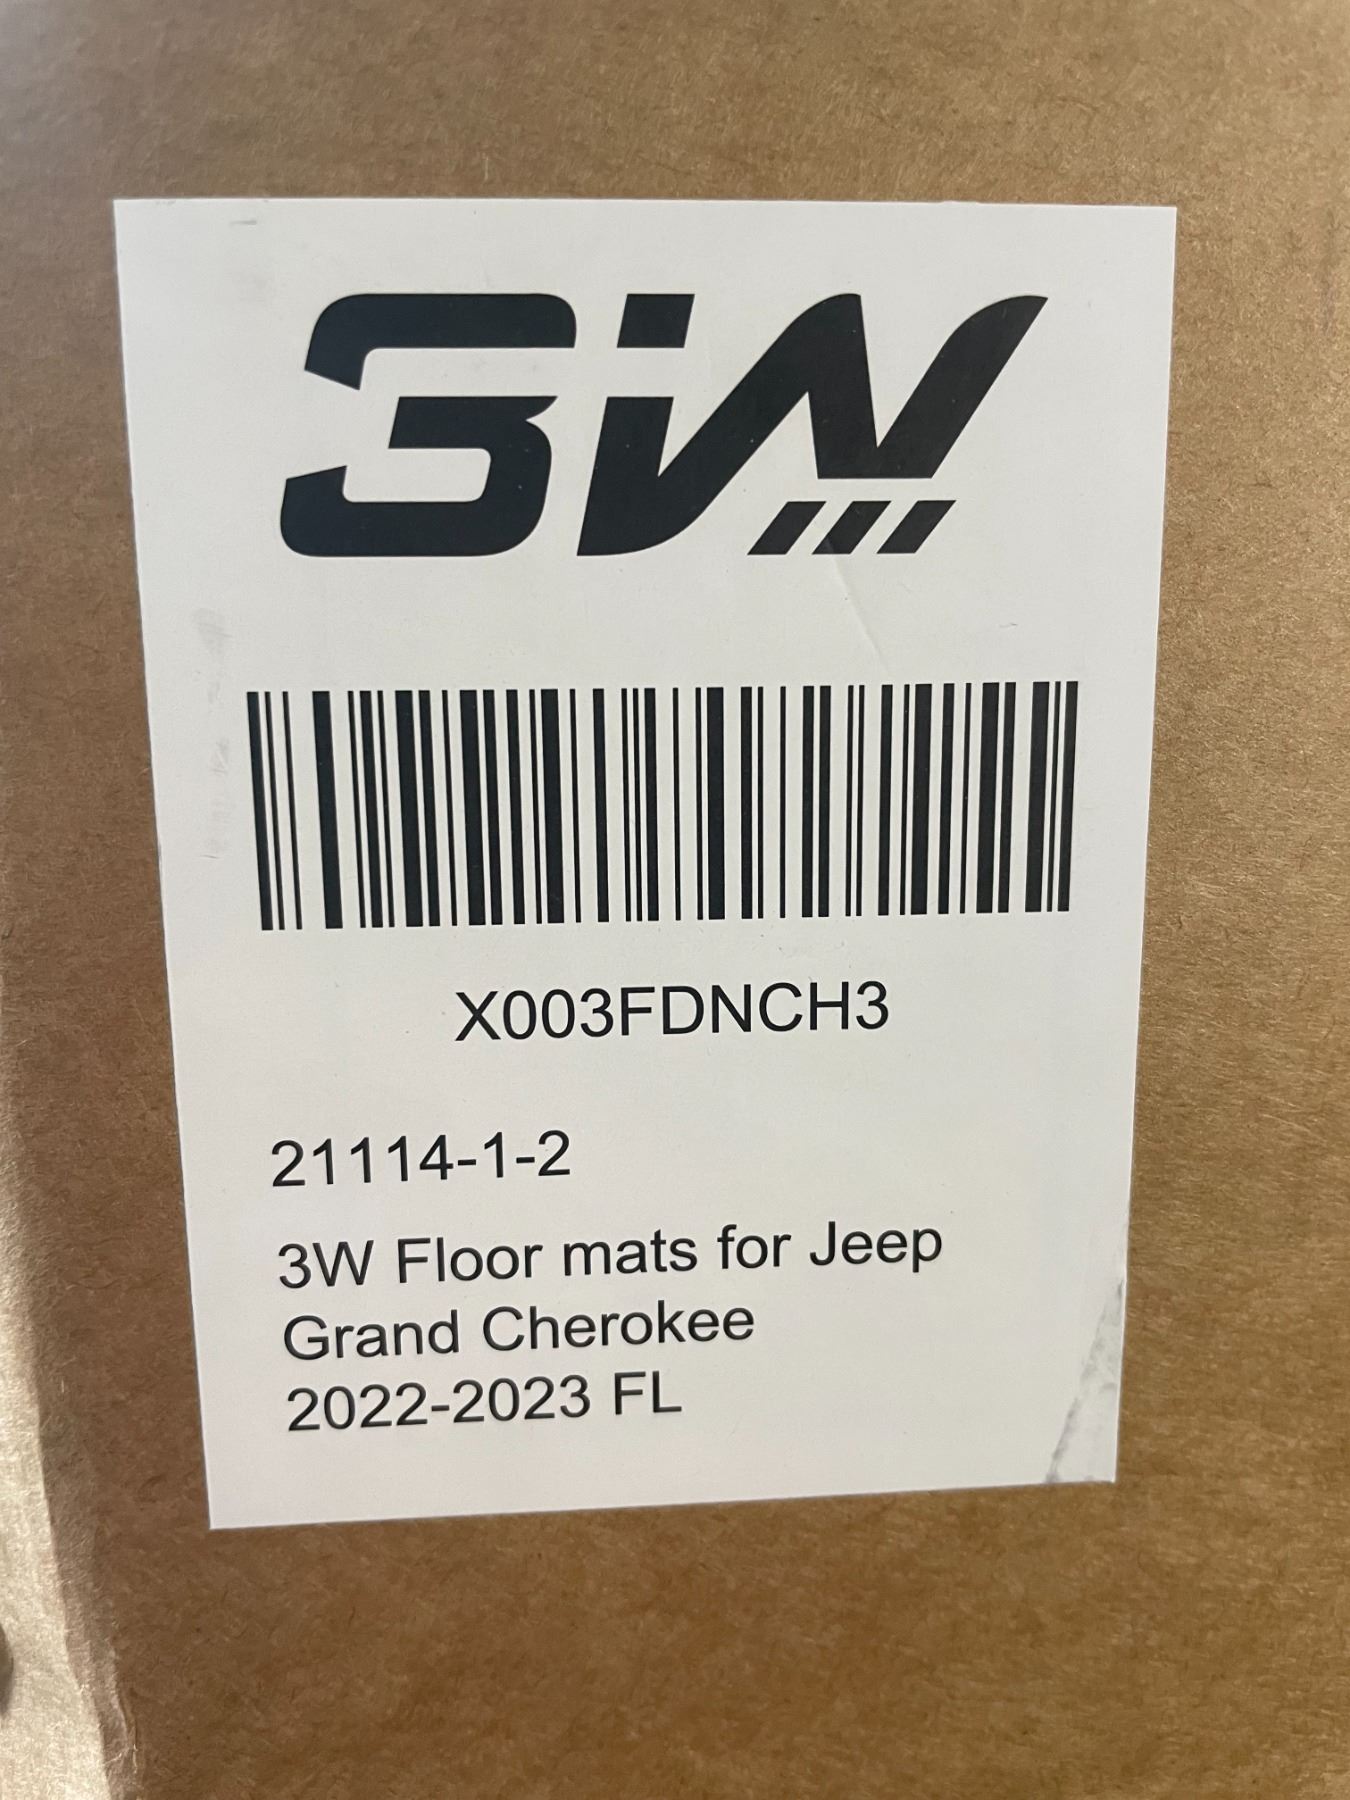 3W
X003FDNCH3
21114-1-2
3W Floor mats for Jeep
Grand Cherokee
2022-2023 FL